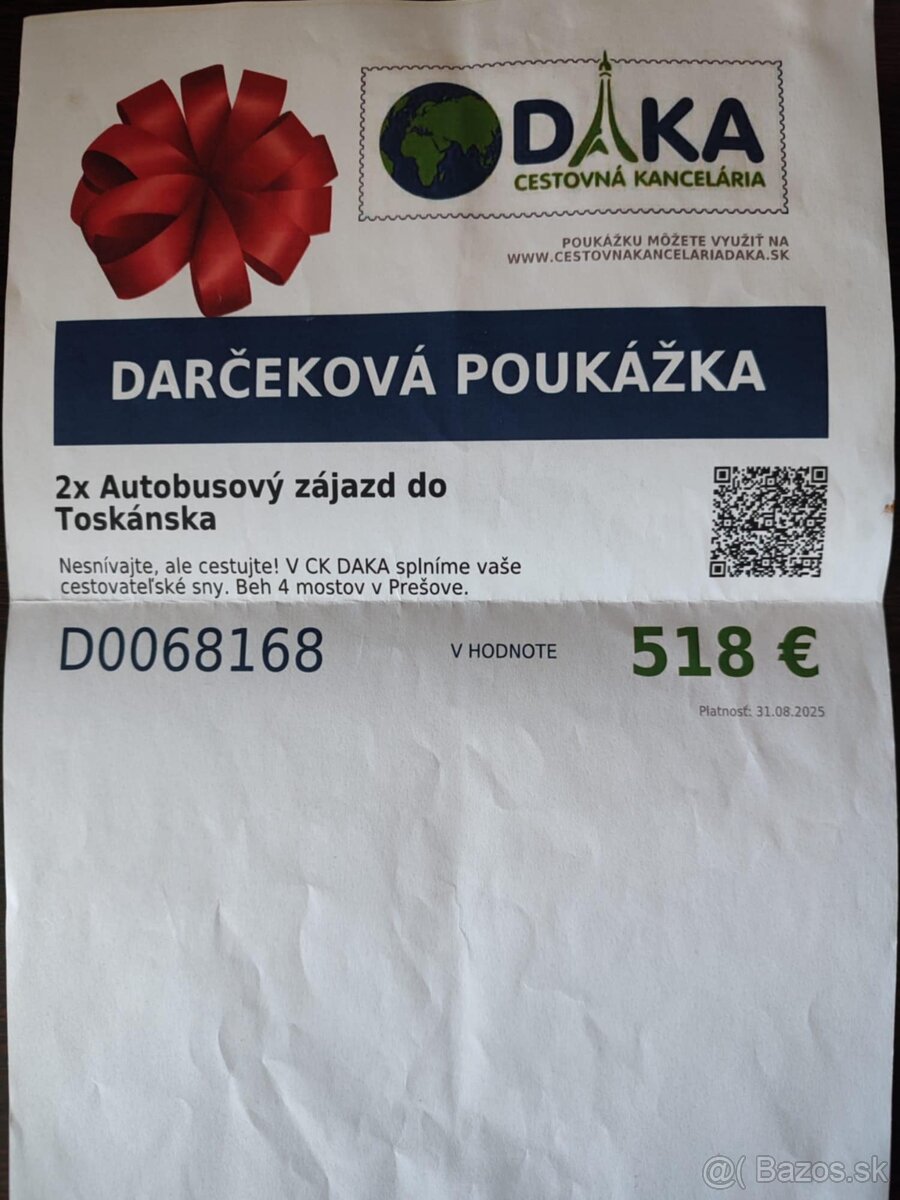 DAKA
CESTOVNÁ KANCELÁRIA
POUKÁŽKU MÔŽETE VYUŽIŤ NA
WWW.CESTOVNAKANCELARIADAKA.SK
DARČEKOVÁ POUKÁŽKA
2x Autobusový zájazd do
Toskánska
Nesnívajte, ale cestujte! V CK DAKA splníme vaše
cestovateľské sny. Beh 4 mostov v Prešove.
D0068168 V HODNOTE 518 €
Platnosť: 31.08.2025
@( Bazos.sk